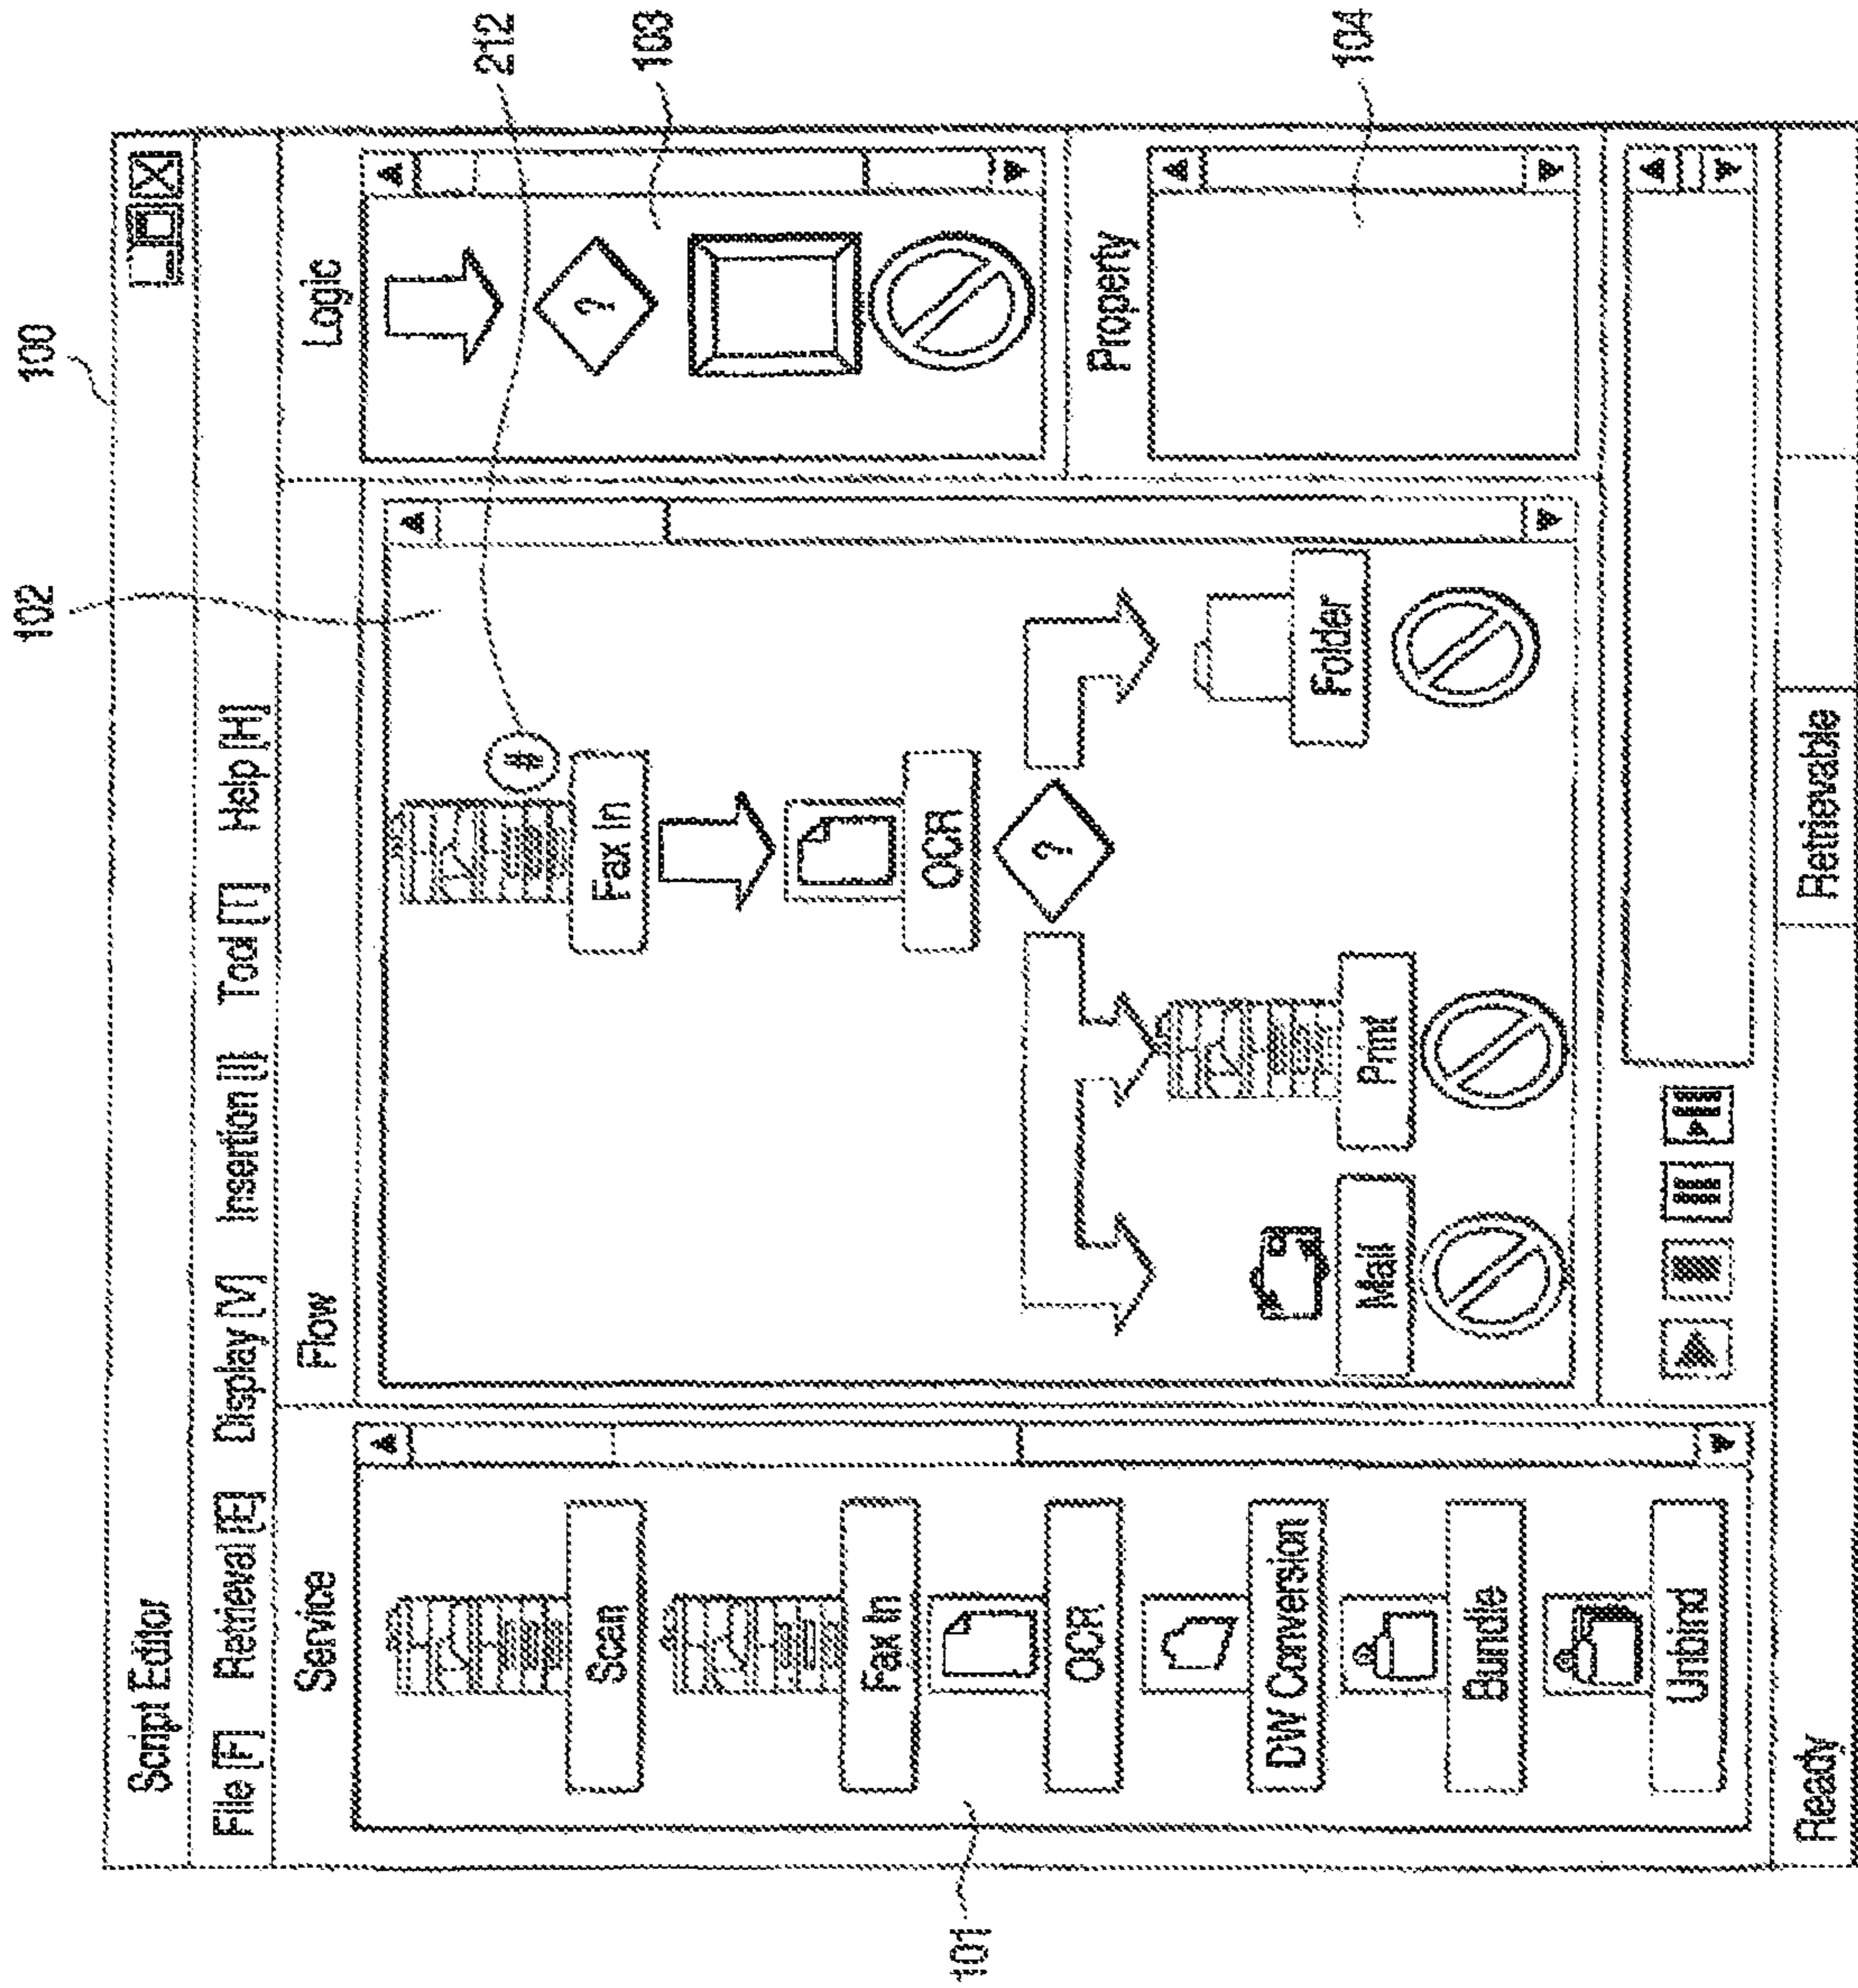 100
Script Editor
File [F] Retrieval [E] Display [V] Insertion [I] Tool [T] Help [H]
102
212
103
104
101
Service
Scan
Fax In
OCR
DW Conversion
Bundle
Unbind
Flow
#
Fax In
OCR
?
Mail
Print
Folder
Logic
?
Property
Ready
Retrievable